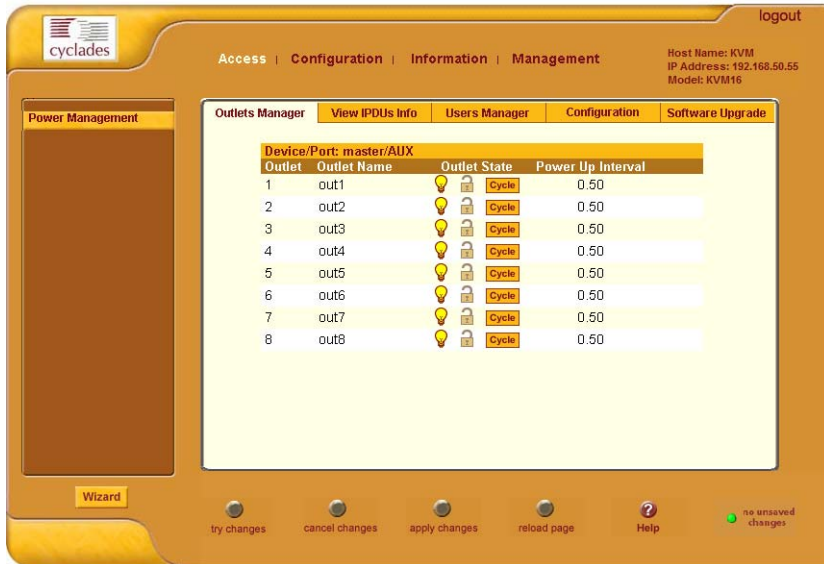 logout
cyclades
Access | Configuration | Information | Management
Host Name: KVM
IP Address: 192.168.50.55
Model: KVM16
Power Management
Outlets Manager View IPDUs Info Users Manager Configuration Software Upgrade
Device/Port: master/AUX
Outlet Outlet Name Outlet State Power Up Interval
1 out1 Cycle 0.50
2 out2 Cycle 0.50
3 out3 Cycle 0.50
4 out4 Cycle 0.50
5 out5 Cycle 0.50
6 out6 Cycle 0.50
7 out7 Cycle 0.50
8 out8 Cycle 0.50
Wizard
try changes cancel changes apply changes reload page ? Help
no unsaved
changes